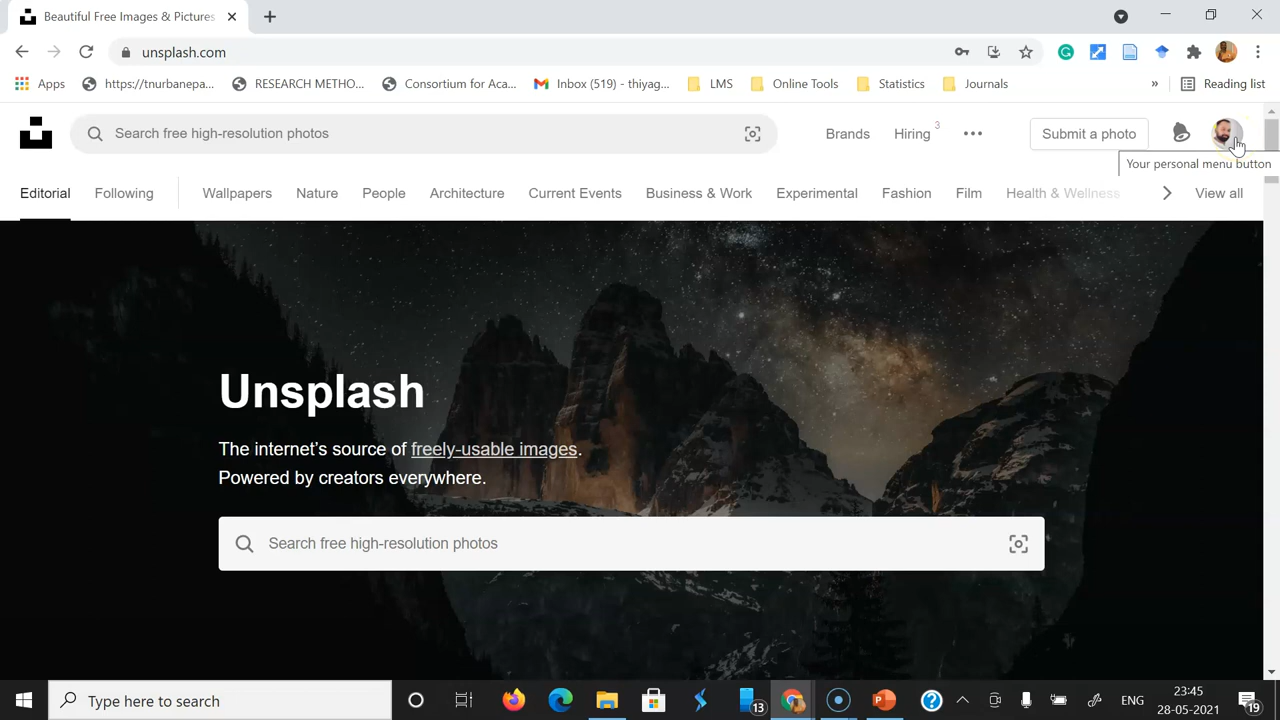 Beautiful Free Images & Pictures
unsplash.com
Apps
https://tnurbanepa...
RESEARCH METHO...
Consortium for Aca...
Inbox (519) - thiyag...
LMS
Online Tools
Statistics
Journals
»
Reading list
Search free high-resolution photos
Brands
Hiring 3
Submit a photo
Your personal menu button
Editorial
Following
Wallpapers
Nature
People
Architecture
Current Events
Business & Work
Experimental
Fashion
Film
Health & Wellness
View all
Unsplash
The internet's source of freely-usable images.
Powered by creators everywhere.
Search free high-resolution photos
Type here to search
13
ENG
23:45
28-05-2021
19